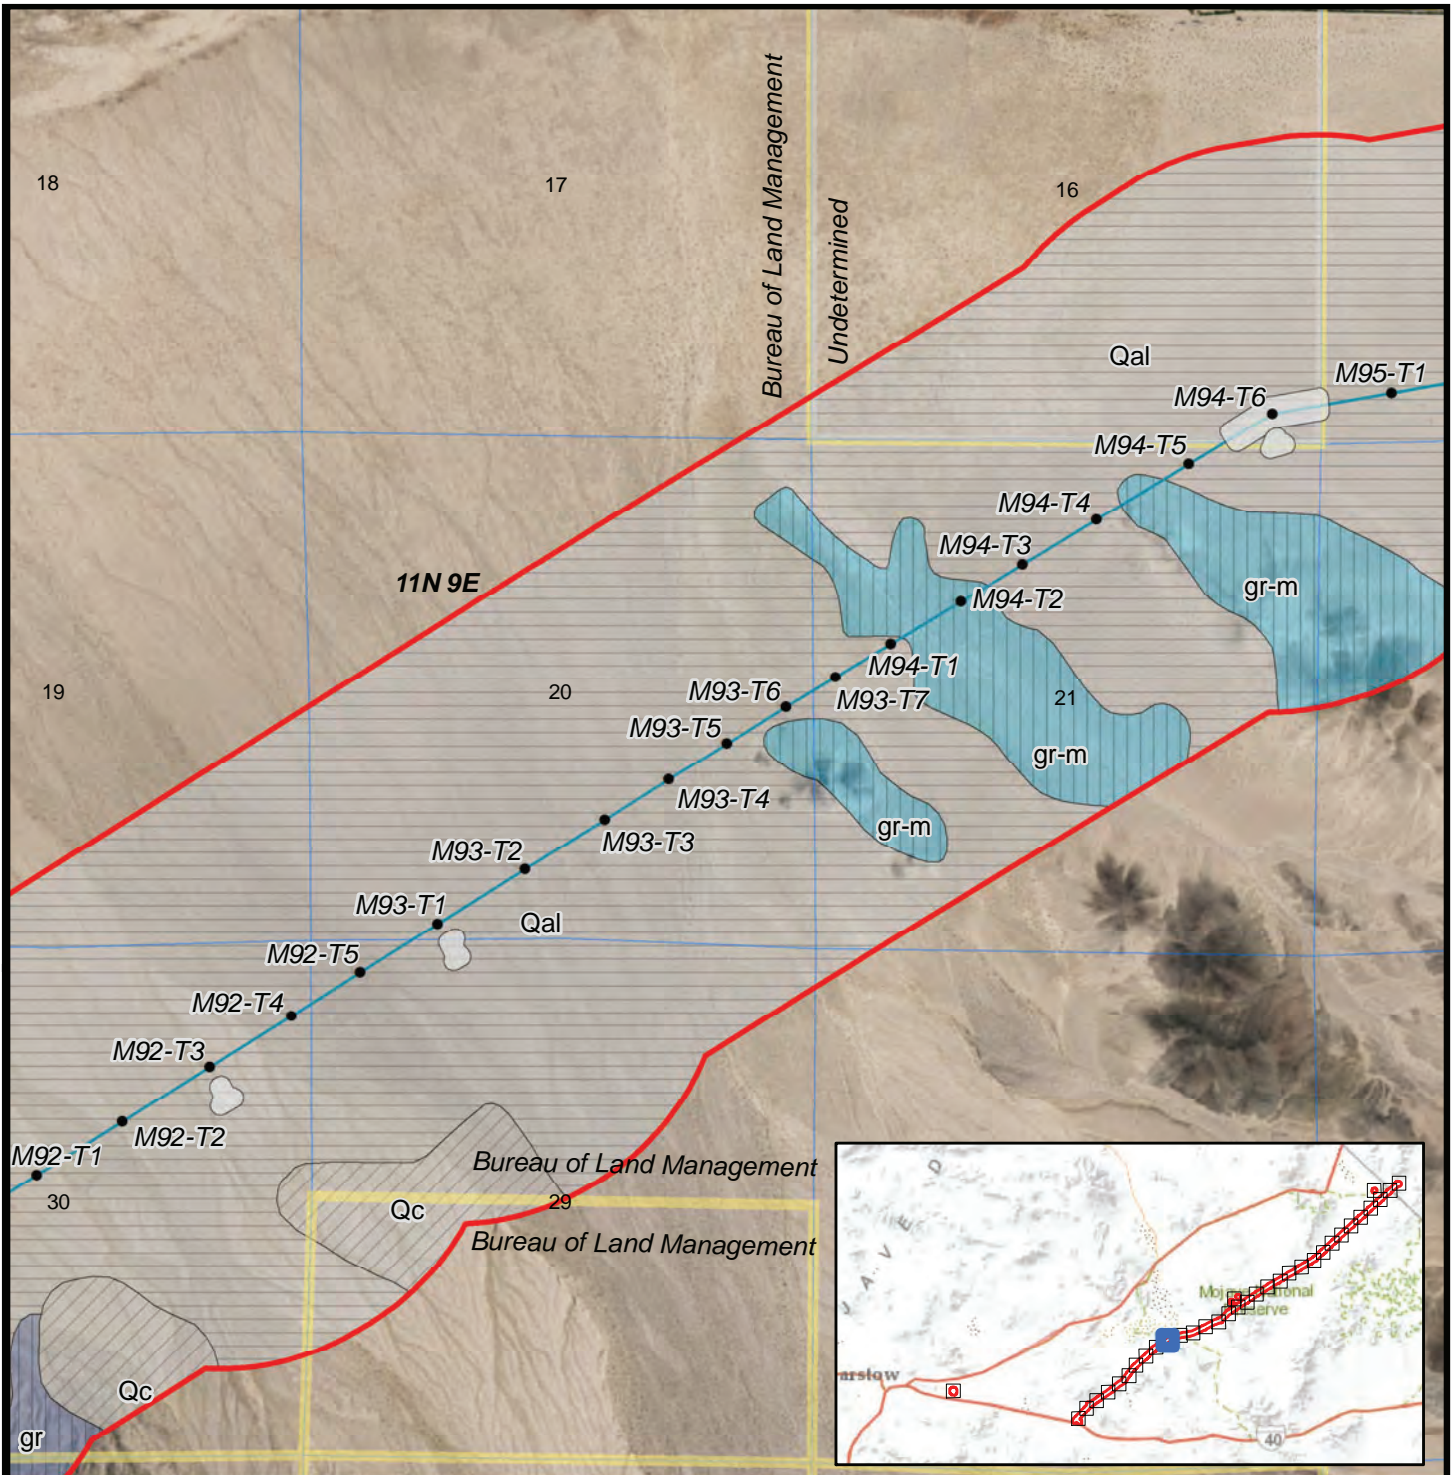 18
17
16
Bureau of Land Management
Undetermined
Qal
M95-T1
M94-T6
M94-T5
M94-T4
M94-T3
11N 9E
gr-m
M94-T2
M94-T1
19
20
M93-T6
M93-T7
21
M93-T5
gr-m
M93-T4
gr-m
M93-T3
M93-T2
M93-T1
Qal
M92-T5
M92-T4
M92-T3
M92-T2
M92-T1
Bureau of Land Management
30
Qc
29
Bureau of Land Management
Qc
gr
J A V E D
arstow
40